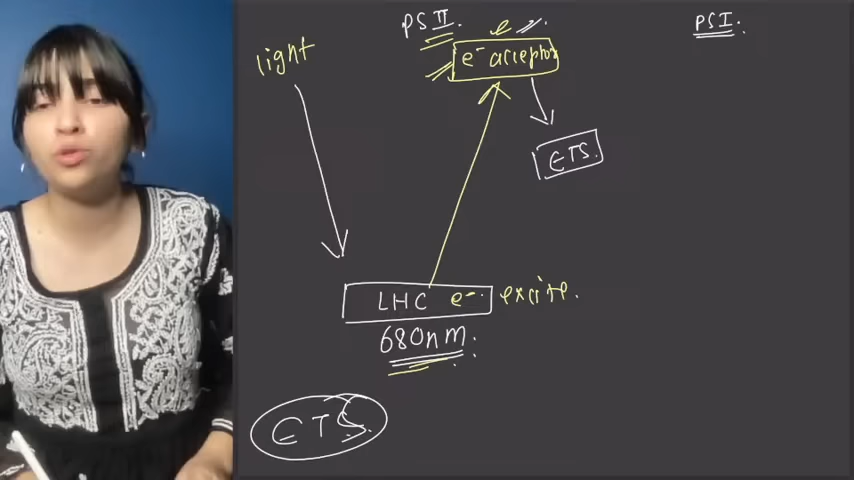 PS II.
PS I.
e
light
e⁻ acceptor
ETS.
LHC e⁻.
excite.
680nm.
ETS.